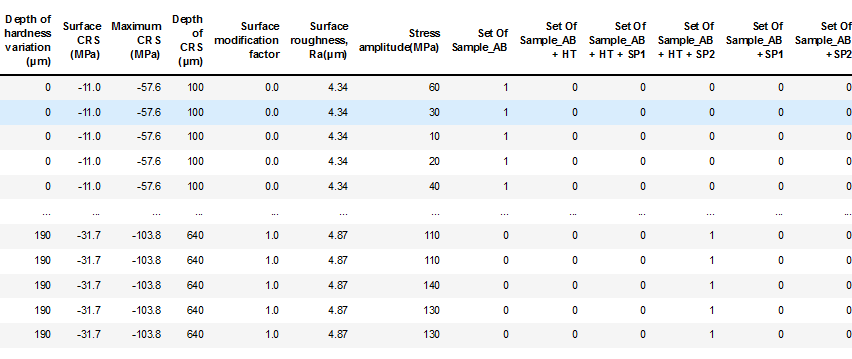 Depth of hardness variation (µm) Surface CRS (MPa) Maximum CRS (MPa) Depth of CRS (µm) Surface modification factor Surface roughness, Ra(µm) Stress amplitude(MPa) Set Of Sample_AB Set Of Sample_AB + HT Set Of Sample_AB + HT + SP1 Set Of Sample_AB + HT + SP2 Set Of Sample_AB +SP1 Set Of Sample_AB +SP2
0 -11.0 -57.6 100 0.0 4.34 60 1 0 0 0 0 0
0 -11.0 -57.6 100 0.0 4.34 30 1 0 0 0 0 0
0 -11.0 -57.6 100 0.0 4.34 10 1 0 0 0 0 0
0 -11.0 -57.6 100 0.0 4.34 20 1 0 0 0 0 0
0 -11.0 -57.6 100 0.0 4.34 40 1 0 0 0 0 0
... ... ... ... ... ... ... ... ... ... ... ... ...
190 -31.7 -103.8 640 1.0 4.87 110 0 0 0 1 0 0
190 -31.7 -103.8 640 1.0 4.87 110 0 0 0 1 0 0
190 -31.7 -103.8 640 1.0 4.87 140 0 0 0 1 0 0
190 -31.7 -103.8 640 1.0 4.87 130 0 0 0 1 0 0
190 -31.7 -103.8 640 1.0 4.87 130 0 0 0 1 0 0